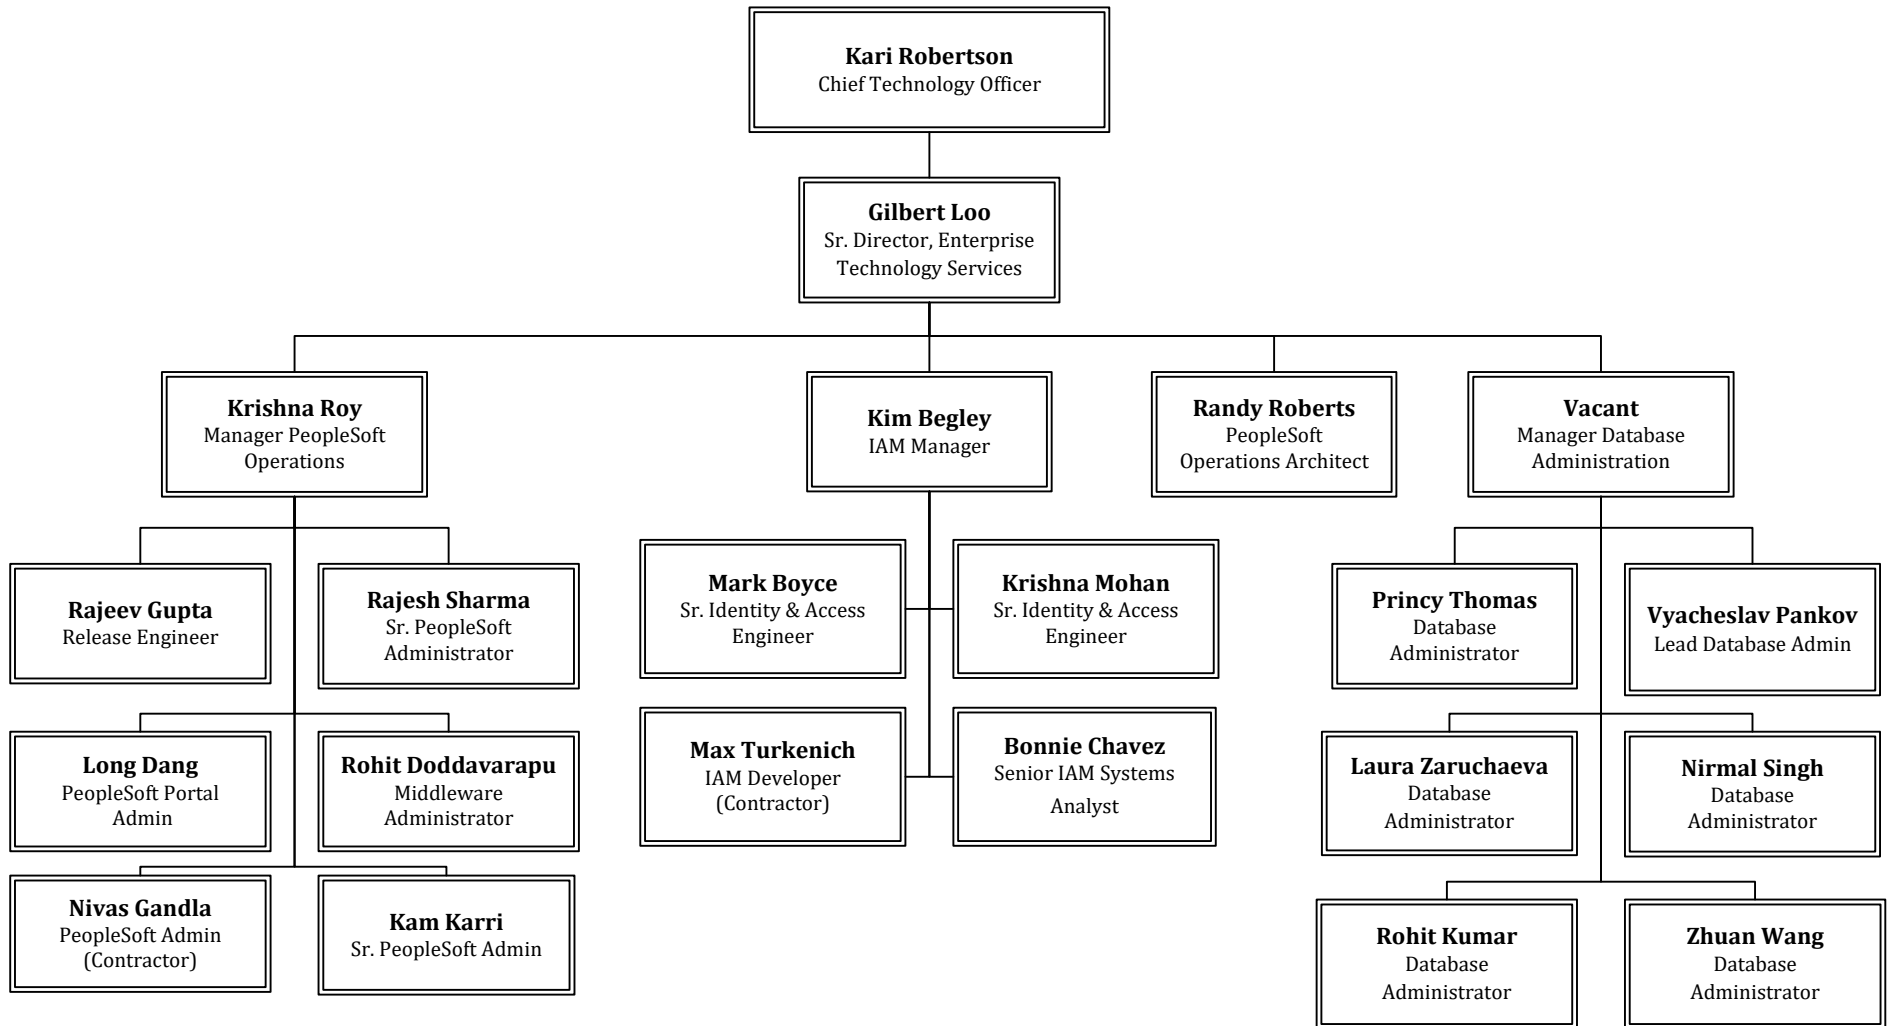 Kari Robertson
Chief Technology Officer
Gilbert Loo
Sr. Director, Enterprise
Technology Services
Krishna Roy
Manager PeopleSoft
Operations
Kim Begley
IAM Manager
Randy Roberts
PeopleSoft
Operations Architect
Vacant
Manager Database
Administration
Rajeev Gupta
Release Engineer
Rajesh Sharma
Sr. PeopleSoft
Administrator
Mark Boyce
Sr. Identity & Access
Engineer
Krishna Mohan
Sr. Identity & Access
Engineer
Princy Thomas
Database
Administrator
Vyacheslav Pankov
Lead Database Admin
Long Dang
PeopleSoft Portal
Admin
Rohit Doddavarapu
Middleware
Administrator
Max Turkenich
IAM Developer
(Contractor)
Bonnie Chavez
Senior IAM Systems
Analyst
Laura Zaruchaeva
Database
Administrator
Nirmal Singh
Database
Administrator
Nivas Gandla
PeopleSoft Admin
(Contractor)
Kam Karri
Sr. PeopleSoft Admin
Rohit Kumar
Database
Administrator
Zhuan Wang
Database
Administrator